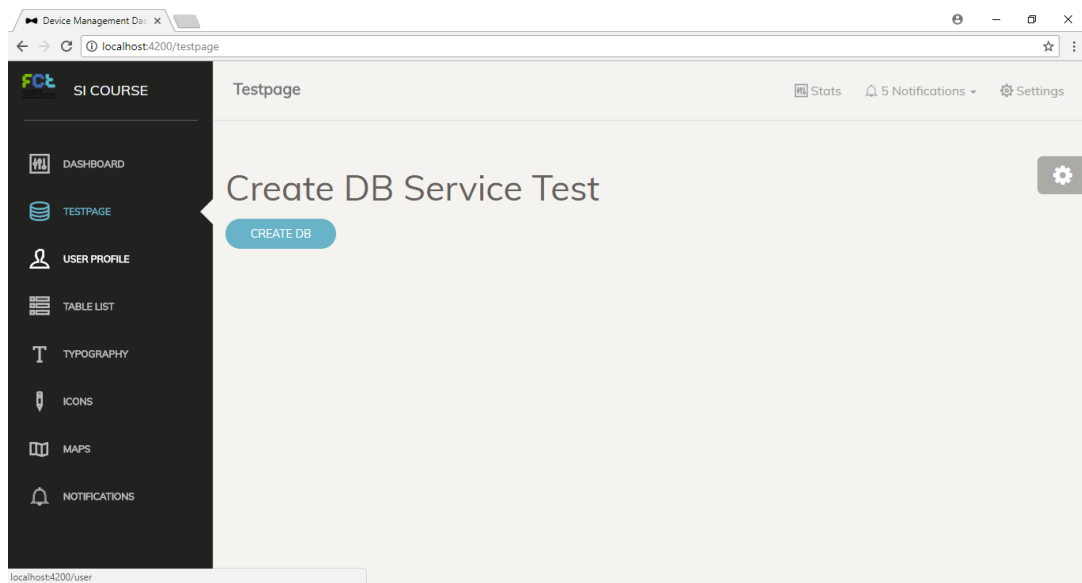 Device Management Das
localhost:4200/testpage
FCt
SI COURSE
Testpage
Stats
5 Notifications
Settings
DASHBOARD
TESTPAGE
USER PROFILE
TABLE LIST
TYPOGRAPHY
ICONS
MAPS
NOTIFICATIONS
Create DB Service Test
CREATE DB
localhost:4200/user